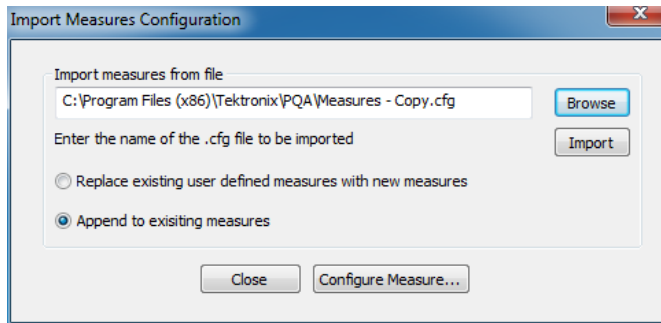 Import Measures Configuration
X
Import measures from file
C:\Program Files (x86)\Tektronix\PQA\Measures - Copy.cfg
Browse
Enter the name of the .cfg file to be imported
Import
Replace existing user defined measures with new measures
Append to exisiting measures
Close
Configure Measure...